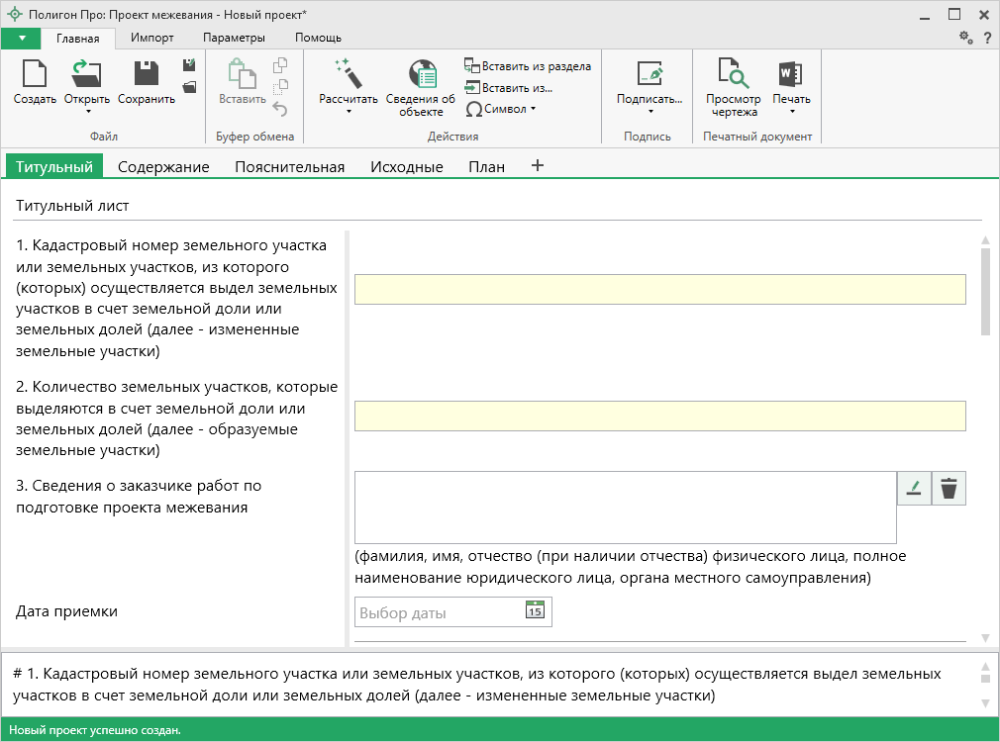 Полигон Про: Проект межевания - Новый проект*
Главная Импорт Параметры Помощь
?
Создать Открыть Сохранить
Файл
Вставить
Буфер обмена
Рассчитать Сведения об
объекте
Вставить из раздела
Вставить из...
Символ
Действия
Подписать...
Подпись
Просмотр
чертежа
Печать
Печатный документ
Титульный Содержание Пояснительная Исходные План +
Титульный лист
1. Кадастровый номер земельного участка
или земельных участков, из которого
(которых) осуществляется выдел земельных
участков в счет земельной доли или
земельных долей (далее - измененные
земельные участки)
2. Количество земельных участков, которые
выделяются в счет земельной доли или
земельных долей (далее - образуемые
земельные участки)
3. Сведения о заказчике работ по
подготовке проекта межевания
(фамилия, имя, отчество (при наличии отчества) физического лица, полное
наименование юридического лица, органа местного самоуправления)
Дата приемки
Выбор даты 15
# 1. Кадастровый номер земельного участка или земельных участков, из которого (которых) осуществляется выдел земельных
участков в счет земельной доли или земельных долей (далее - измененные земельные участки)
Новый проект успешно создан.